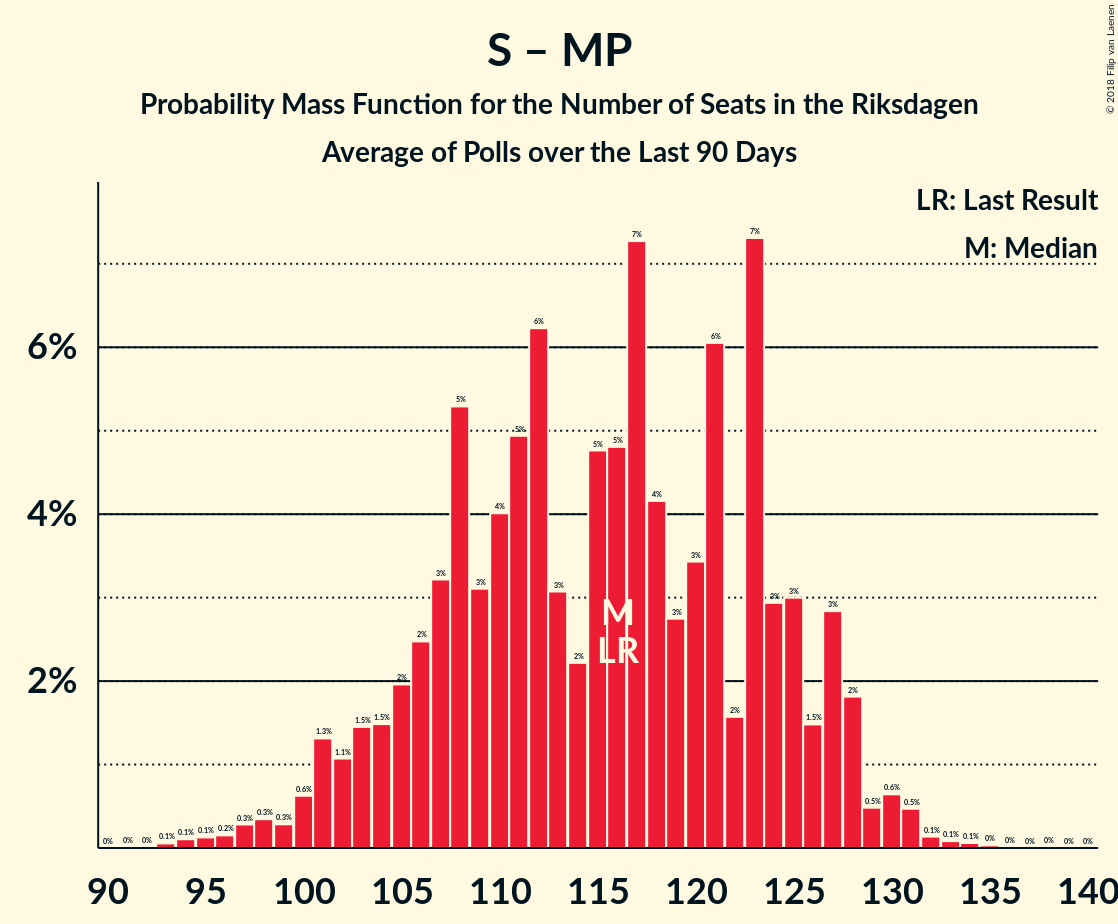 S – MP
Probability Mass Function for the Number of Seats in the Riksdagen
Average of Polls over the Last 90 Days
© 2018 Filip van Laenen
LR: Last Result
M: Median
6%
4%
2%
0% 0% 0% 0.1% 0.1% 0.1% 0.2% 0.3% 0.3% 0.3% 0.6% 1.3% 1.1% 1.5% 1.5% 2% 2% 3% 5% 3% 4% 5% 6% 3% 2% 5% 5% 7% 4% 3% 3% 6% 2% 7% 3% 3% 1.5% 3% 2% 0.5% 0.6% 0.5% 0.1% 0.1% 0.1% 0% 0% 0% 0% 0% 0%
M
LR
90 95 100 105 110 115 120 125 130 135 140